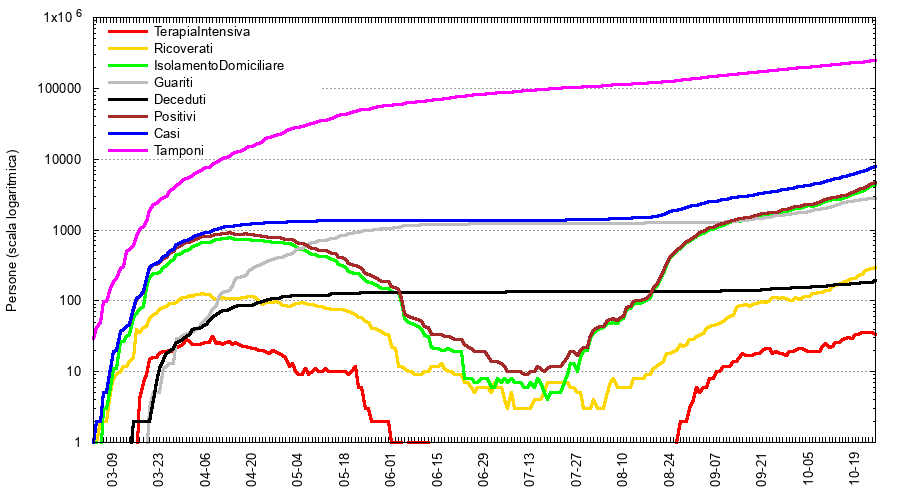 1x10 6
100000
10000
1000
100
10
1
Persone (scala logaritmica)
TerapiaIntensiva
Ricoverati
IsolamentoDomiciliare
Guariti
Deceduti
Positivi
Casi
Tamponi
03-09
03-23
04-06
04-20
05-04
05-18
06-01
06-15
06-29
07-13
07-27
08-10
08-24
09-07
09-21
10-05
10-19